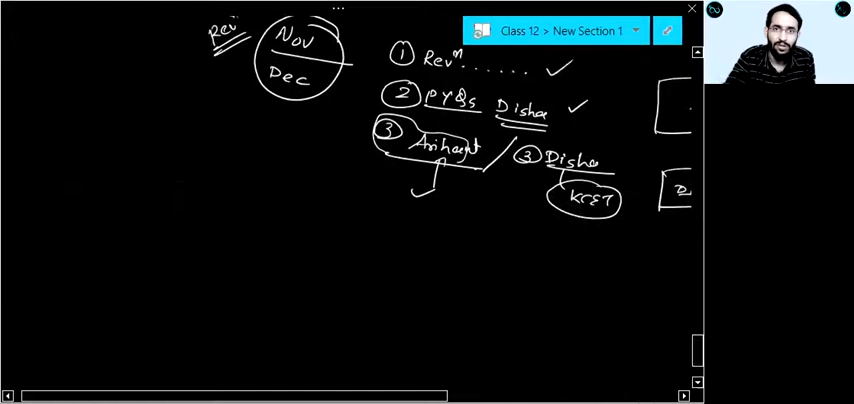 Rev
Nov
Dec
Class 12 > New Section 1
① Revⁿ.......
② PYQs Disha
③ Arihant / ③ Disha
KCET